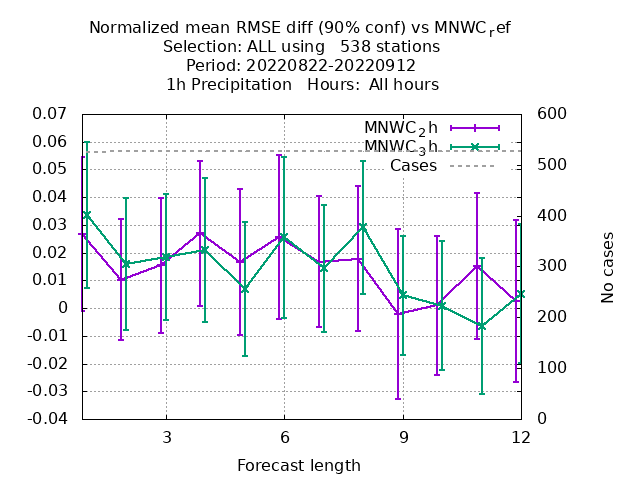 Normalized mean RMSE diff (90% conf) vs MNWC_ref
Selection: ALL using   538 stations
Period: 20220822-20220912
1h Precipitation   Hours:  All hours
0.07
0.06
0.05
0.04
0.03
0.02
0.01
0
-0.01
-0.02
-0.03
-0.04
600
500
400
300
200
100
0
MNWC_2h
MNWC_3h
Cases
No cases
3
6
9
12
Forecast length